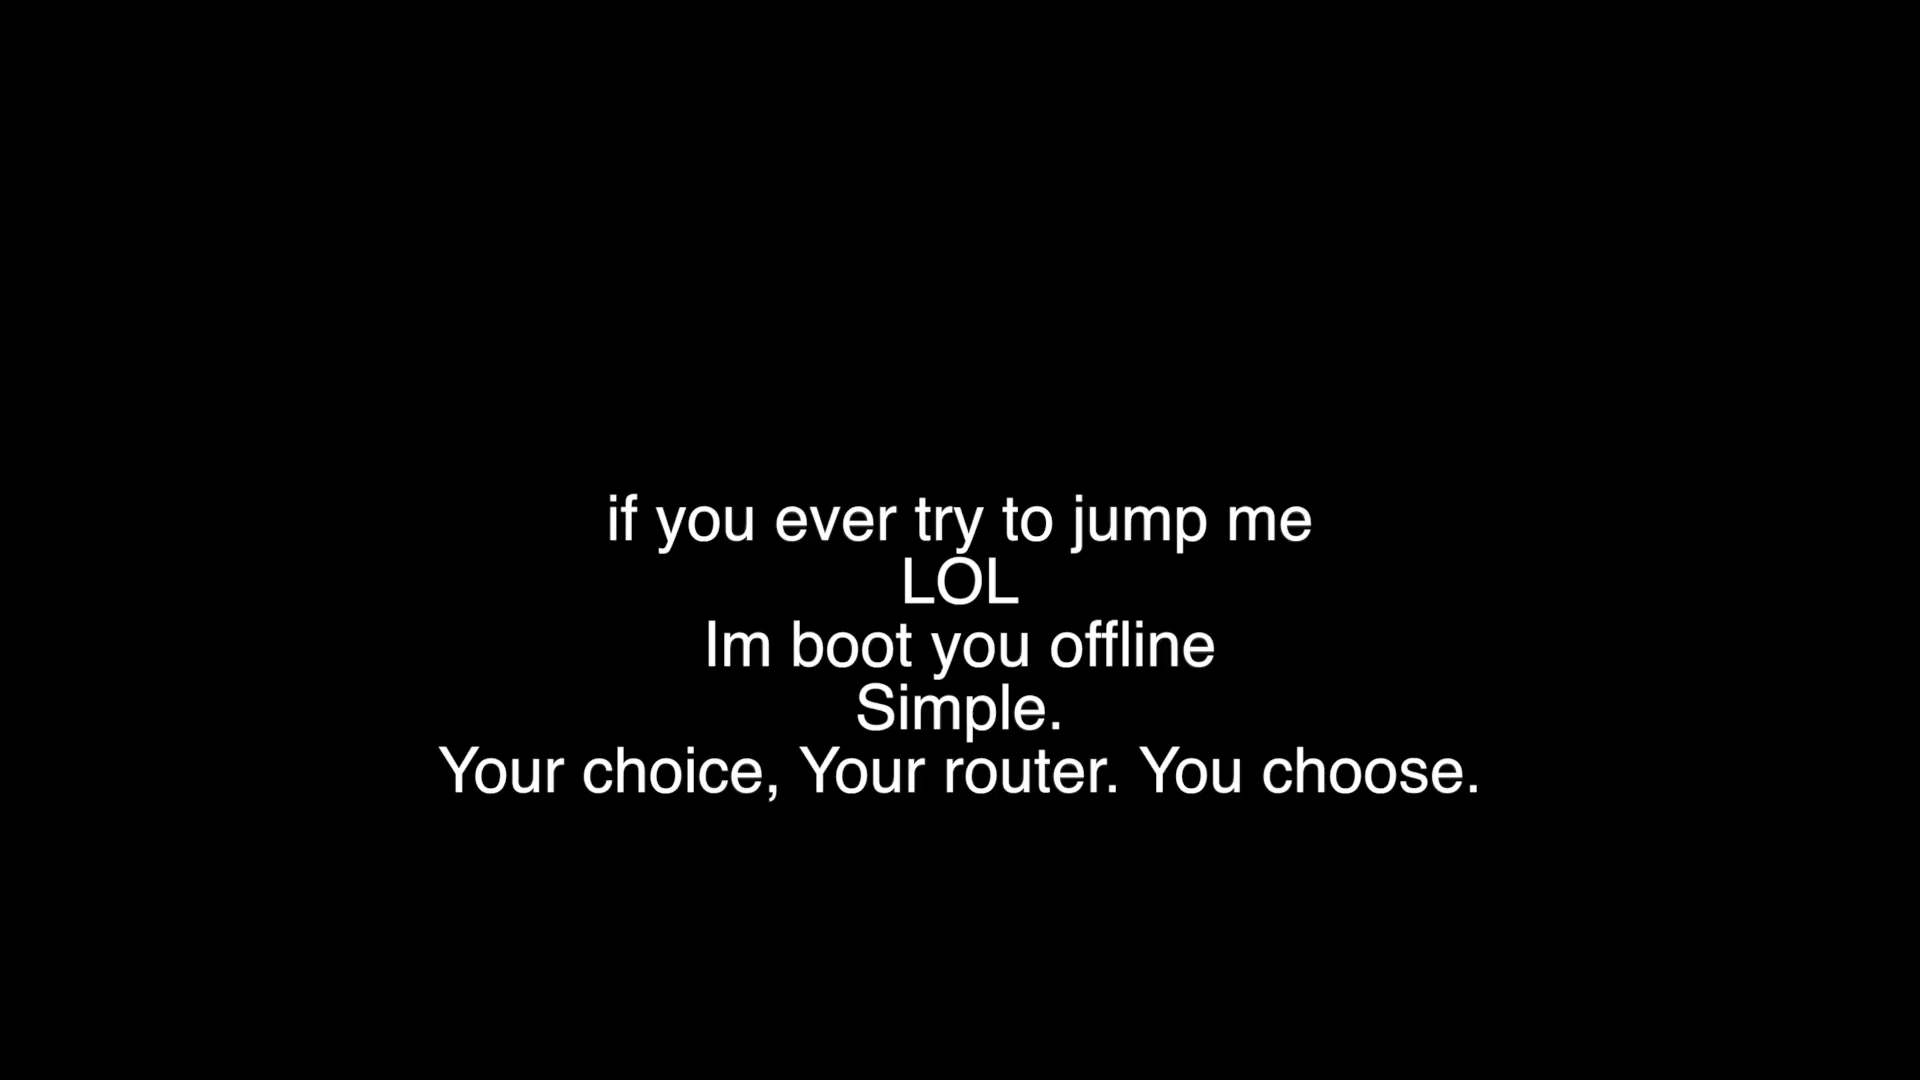 if you ever try to jump me
LOL
Im boot you offline
Simple.
Your choice, Your router. You choose.